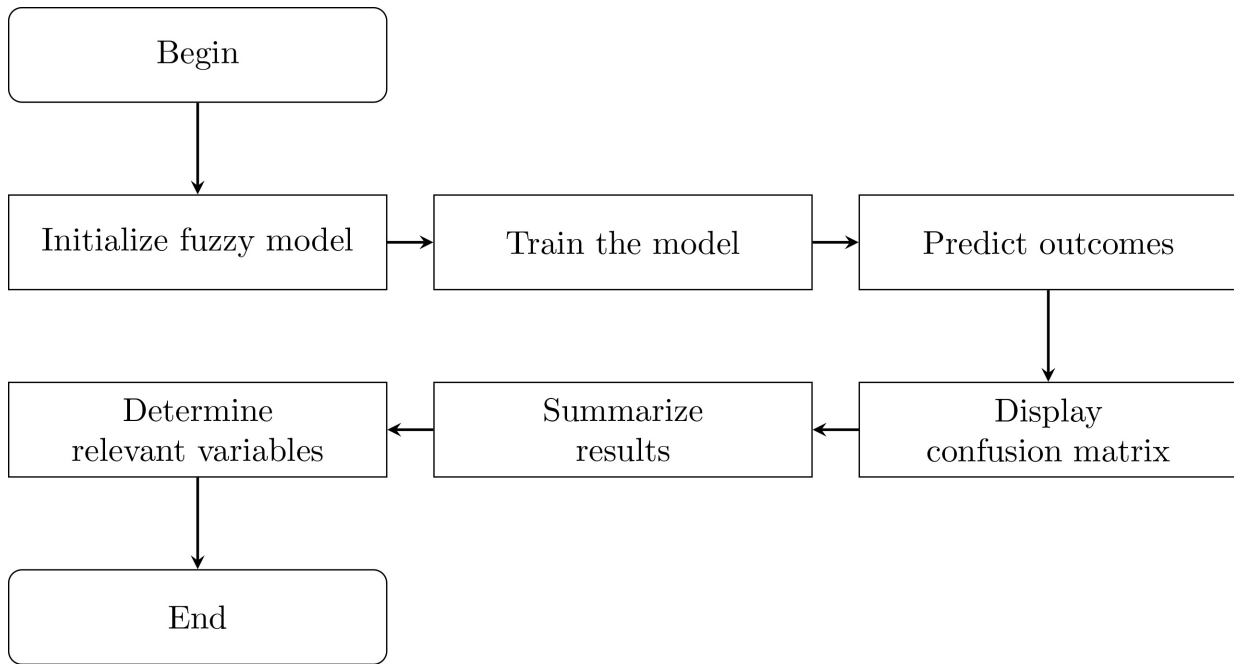 Begin
Initialize fuzzy model
Train the model
Predict outcomes
Determine
relevant variables
Summarize
results
Display
confusion matrix
End